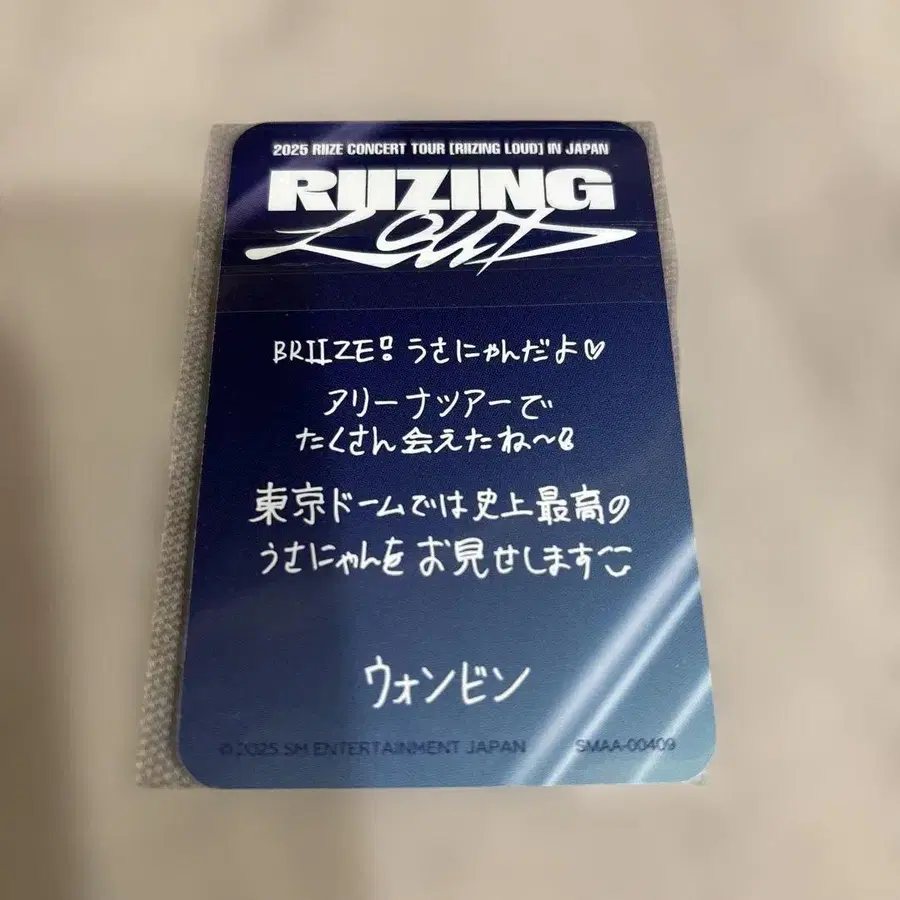 2025 RIIZE CONCERT TOUR [RIIZING LOUD] IN JAPAN
RIIZING
LOUD
BRIIZE! うさにゃんだよ♡
アリーナツアーで
たくさん会えたね〜!
東京ドームでは史上最高の
うさにゃんをお見せします
ウォンビン
© 2025 SM ENTERTAINMENT JAPAN SMAA-00409